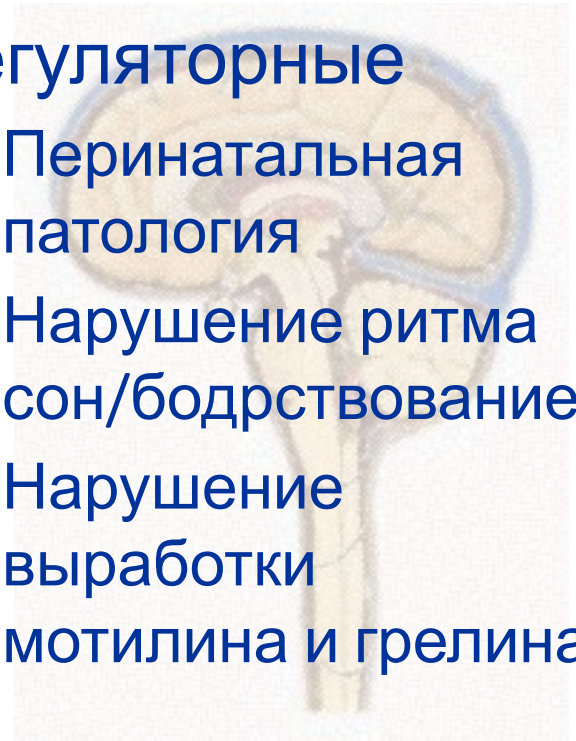 егуляторные
Перинатальная
патология
Нарушение ритма
сон/бодрствование
Нарушение
выработки
мотилина и грелина